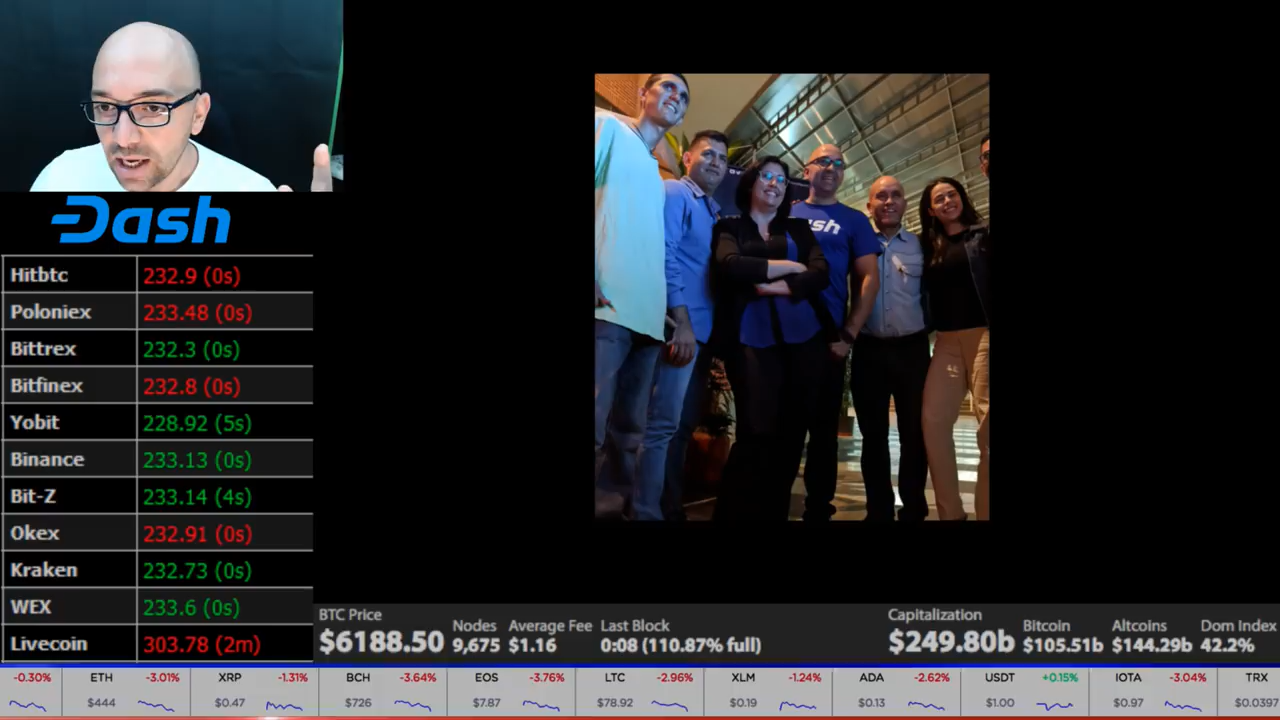 Dash
Hitbtc 232.9 (0s)
Poloniex 233.48 (0s)
Bittrex 232.3 (0s)
Bitfinex 232.8 (0s)
Yobit 228.92 (5s)
Binance 233.13 (0s)
Bit-Z 233.14 (4s)
Okex 232.91 (0s)
Kraken 232.73 (0s)
WEX 233.6 (0s)
Livecoin 303.78 (2m)
sh
BTC Price Nodes Average Fee Last Block Capitalization Bitcoin Altcoins Dom Index
$6188.50 9,675 $1.16 0:08 (110.87% full) $249.80b $105.51b $144.29b 42.2%
-0.30% ETH -3.01% XRP -1.31% BCH -3.64% EOS -3.76% LTC -2.96% XLM -1.24% ADA -2.62% USDT +0.15% IOTA -3.04% TRX
$444 $0.47 $726 $7.87 $78.92 $0.19 $0.13 $1.00 $0.97 $0.0397